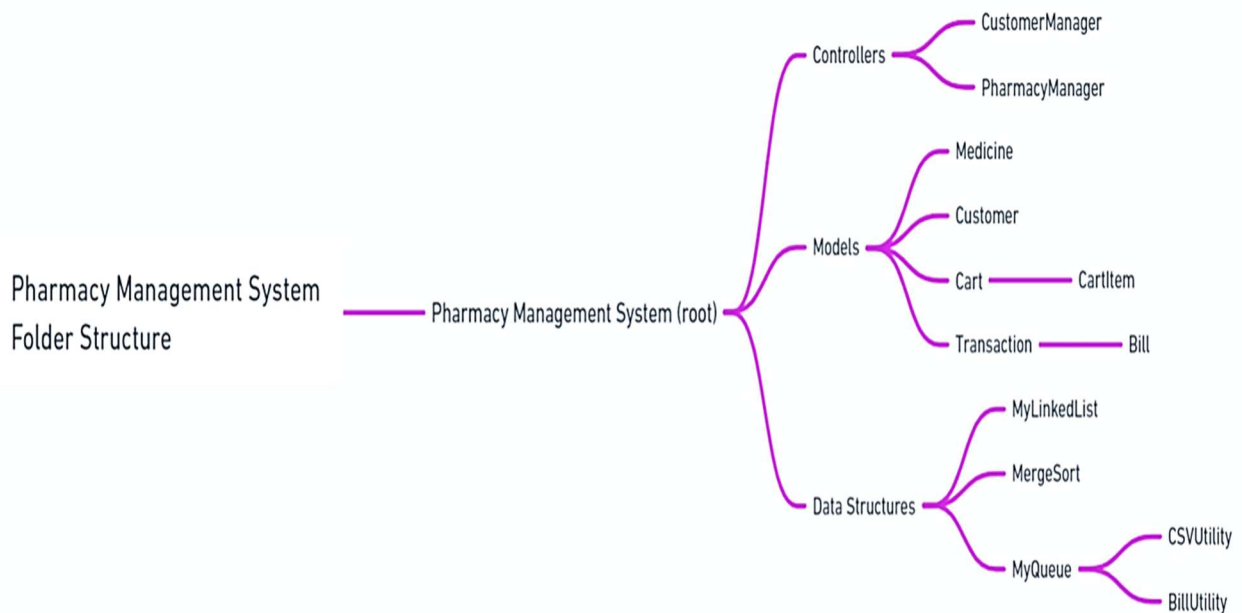 Pharmacy Management System
Folder Structure
Pharmacy Management System (root)
Controllers
CustomerManager
PharmacyManager
Models
Medicine
Customer
Cart
CartItem
Transaction
Bill
Data Structures
MyLinkedList
MergeSort
MyQueue
CSVUtility
BillUtility